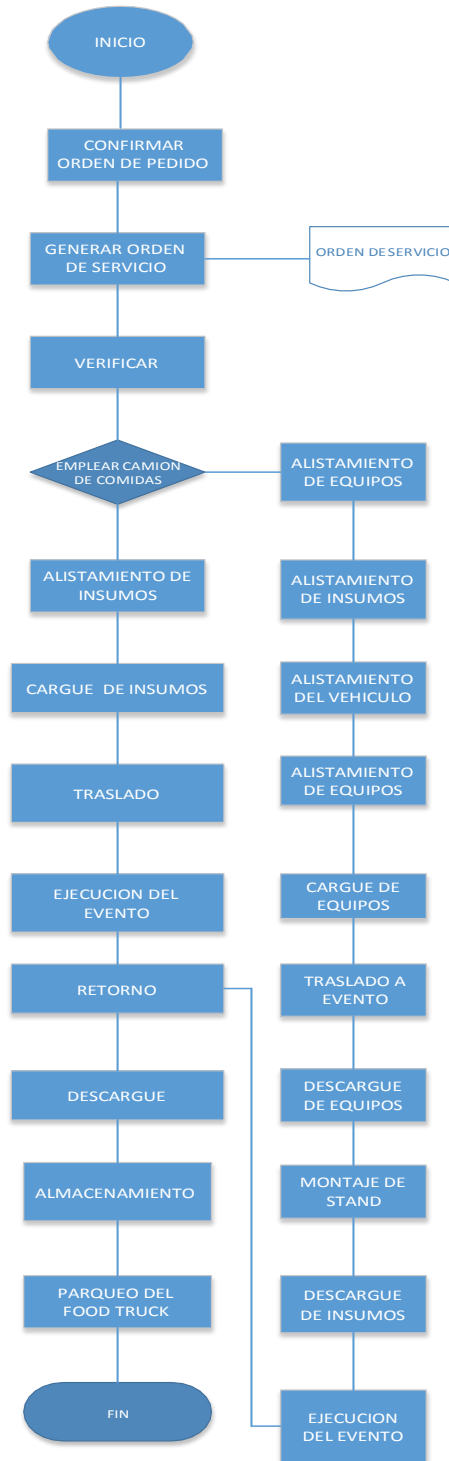 INICIO
CONFIRMAR
ORDEN DE PEDIDO
GENERAR ORDEN
DE SERVICIO
ORDEN DE SERVICIO
VERIFICAR
EMPLEAR CAMION
DE COMIDAS
ALISTAMIENTO DE
INSUMOS
CARGUE DE INSUMOS
TRASLADO
EJECUCION DEL
EVENTO
RETORNO
DESCARGUE
ALMACENAMIENTO
PARQUEO DEL
FOOD TRUCK
FIN
ALISTAMIENTO
DE EQUIPOS
ALISTAMIENTO
DE INSUMOS
ALISTAMIENTO
DEL VEHICULO
ALISTAMIENTO
DE EQUIPOS
CARGUE DE
EQUIPOS
TRASLADO A
EVENTO
DESCARGUE
DE EQUIPOS
MONTAJE DE
STAND
DESCARGUE
DE INSUMOS
EJECUCION
DEL EVENTO